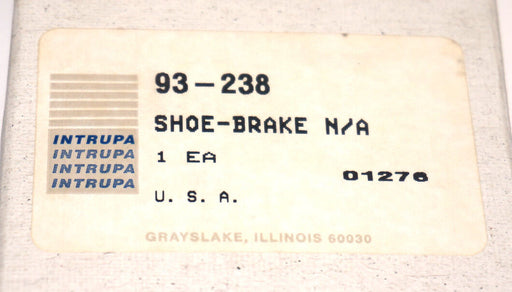 93-238
SHOE-BRAKE N/A
INTRUPA
INTRUPA
INTRUPA
INTRUPA
1 EA
01276
U. S. A.
GRAYSLAKE, ILLINOIS 60030